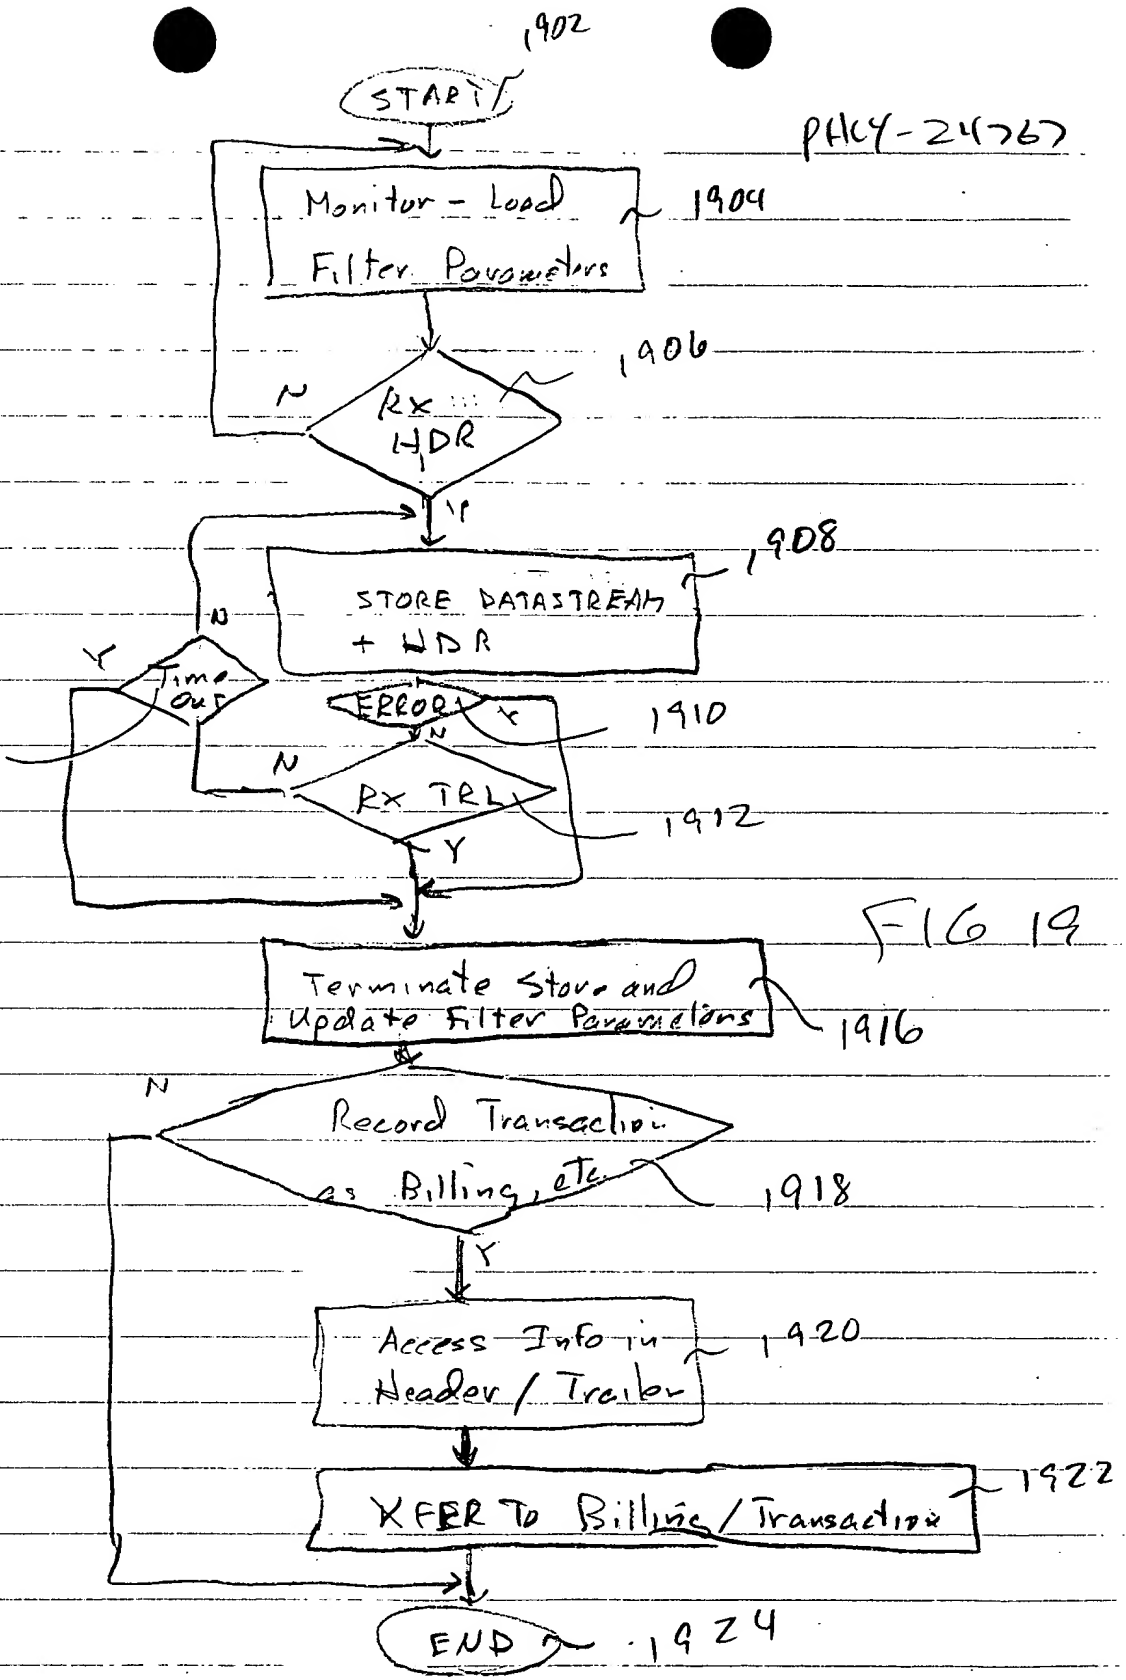 1902
START
PHLY-24767
Monitor - Load
1904
Filter Parameters
1906
N
RX
HDR
Y
1908
STORE DATASTREAM
+ HDR
N
Y
Time
Out
ERROR
Y
1910
N
N
RX TRL
1912
Y
FIG 19
Terminate Store and
Update Filter Parameters
1916
N
Record Transaction
as Billing, etc.
1918
Y
Access Info in
1920
Header / Trailer
1922
XFER To Billing / Transaction
END
1924